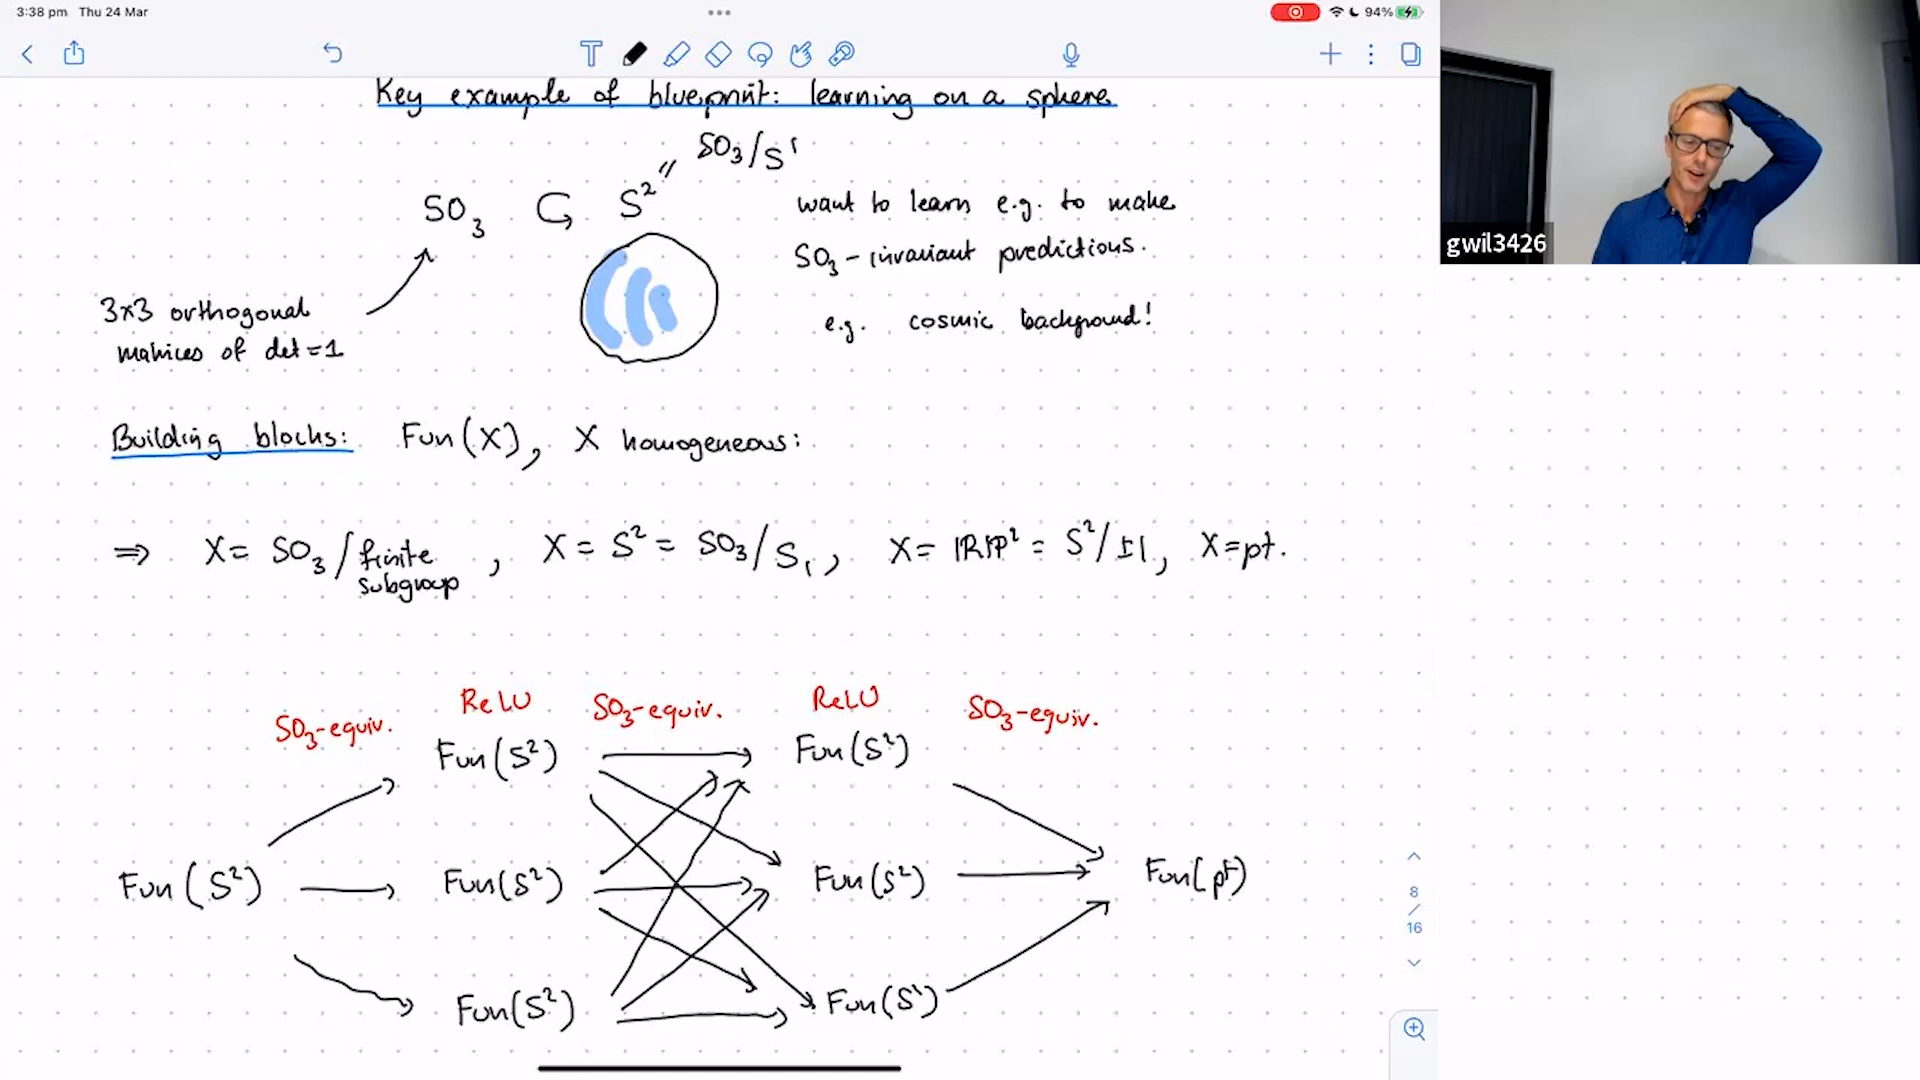 3:38 pm Thu 24 Mar
94%
Key example of blueprint: learning on a sphere
SO₃/S¹
SO₃ S² "
want to learn e.g. to make
SO₃-invariant predictions.
gwil3426
3x3 orthogonal
matrices of det=1
e.g. cosmic background!
Building blocks: Fun(X), X homogeneous:
⇒ X= SO₃/finite subgroup, X = S² = SO₃/S₁, X = RP² = S²/±1, X=pt.
SO₃-equiv. ReLU SO₃-equiv. ReLU SO₃-equiv.
Fun(S²) Fun(S²)
Fun(S²) Fun(S²) Fun(S²) Fun(pt)
Fun(S²) Fun(S¹)
8
/
16